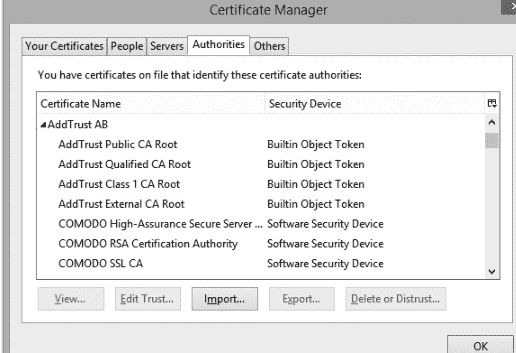 Certificate Manager
Your Certificates People Servers Authorities Others
You have certificates on file that identify these certificate authorities:
Certificate Name Security Device
AddTrust AB
AddTrust Public CA Root Builtin Object Token
AddTrust Qualified CA Root Builtin Object Token
AddTrust Class 1 CA Root Builtin Object Token
AddTrust External CA Root Builtin Object Token
COMODO High-Assurance Secure Server ... Software Security Device
COMODO RSA Certification Authority Software Security Device
COMODO SSL CA Software Security Device
View... Edit Trust... Import... Export... Delete or Distrust...
OK